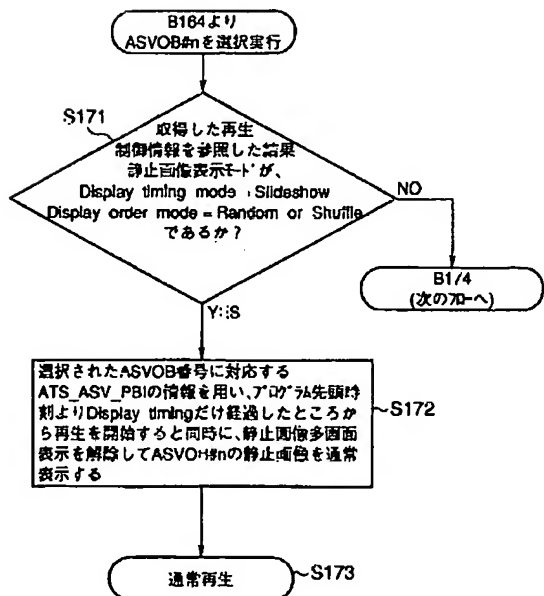 B164より
ASVOB#nを選択実行
S171
取得した再生
制御情報を参照した結果
静止画像表示モードが、
Display timing mode : Slideshow
Display order mode = Random or Shuffle
であるか?
NO
B1/4
(次のフローへ)
Y
S
選択されたASVOB番号に対応する
ATS_ASV_PBIの情報を用い、プログラム先頭時
刻よりDisplay timingだけ経過したところか
ら再生を開始すると同時に、静止画像多画面
表示を解除してASVOB#nの静止画像を通常
表示する
S172
通常再生
S173